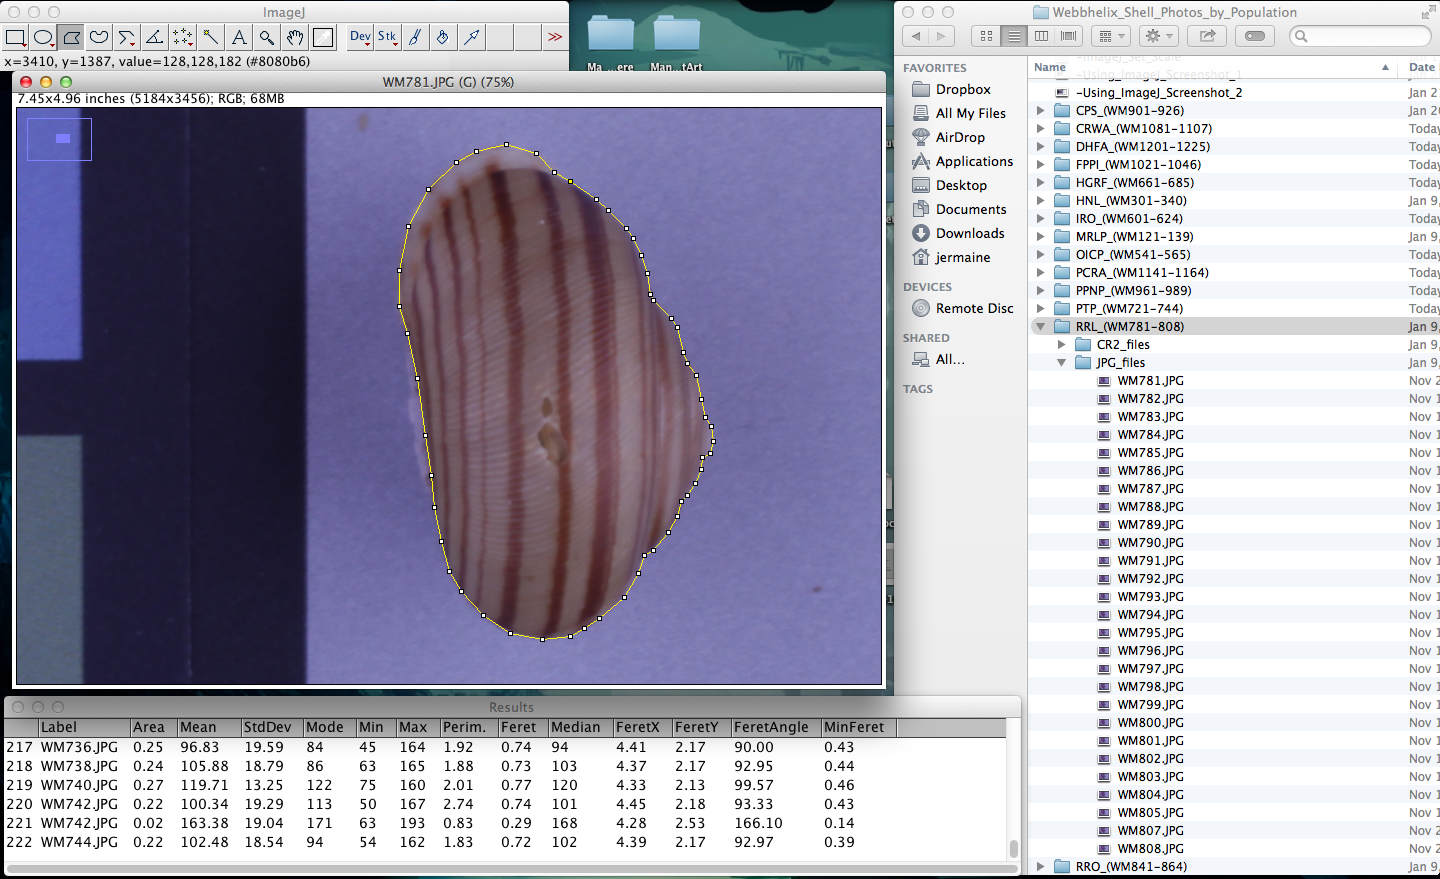 ImageJ
Dev Stk A >>
x=3410, y=1387, value=128,128,182 (#8080b6)
Ma...ere Man...tArt
WM781.JPG (G) (75%)
7.45x4.96 inches (5184x3456); RGB; 68MB
Results
Label Area Mean StdDev Mode Min Max Perim. Feret Median FeretX FeretY FeretAngle MinFeret
217 WM736.JPG 0.25 96.83 19.59 84 45 164 1.92 0.74 94 4.41 2.17 90.00 0.43
218 WM738.JPG 0.24 105.88 18.79 86 63 165 1.88 0.73 103 4.37 2.17 92.95 0.44
219 WM740.JPG 0.27 119.71 13.25 122 75 160 2.01 0.77 120 4.33 2.13 99.57 0.46
220 WM742.JPG 0.22 100.34 19.29 113 50 167 2.74 0.74 101 4.45 2.18 93.33 0.43
221 WM742.JPG 0.02 163.38 19.04 171 63 193 0.83 0.29 168 4.28 2.53 166.10 0.14
222 WM744.JPG 0.22 102.48 18.54 94 54 162 1.83 0.72 102 4.39 2.17 92.97 0.39
Webbhelix_Shell_Photos_by_Population
FAVORITES
Dropbox
All My Files
AirDrop
Applications
Desktop
Documents
Downloads
jermaine
DEVICES
Remote Disc
SHARED
All...
TAGS
Name Date
-ImageJ_Set_Scale
-Using_ImageJ_Screenshot_1
-Using_ImageJ_Screenshot_2 Jan 2
CPS_(WM901-926) Jan 2
CRWA_(WM1081-1107) Today
DHFA_(WM1201-1225) Today
FPPI_(WM1021-1046) Today
HGRF_(WM661-685) Today
HNL_(WM301-340) Jan 9,
IRO_(WM601-624) Today
MRLP_(WM121-139) Jan 9,
OICP_(WM541-565) Today
PCRA_(WM1141-1164) Today
PPNP_(WM961-989) Today
PTP_(WM721-744) Today
RRL_(WM781-808) Jan 9,
CR2_files Jan 9,
JPG_files Jan 9,
WM781.JPG Nov 2
WM782.JPG Nov 1
WM783.JPG Nov 1
WM784.JPG Nov 1
WM785.JPG Nov 1
WM786.JPG Nov 1
WM787.JPG Nov 1
WM788.JPG Nov 1
WM789.JPG Nov 1
WM790.JPG Nov 1
WM791.JPG Nov 1
WM792.JPG Nov 1
WM793.JPG Nov 1
WM794.JPG Nov 1
WM795.JPG Nov 1
WM796.JPG Nov 1
WM797.JPG Nov 1
WM798.JPG Nov 1
WM799.JPG Nov 1
WM800.JPG Nov 1
WM801.JPG Nov 1
WM802.JPG Nov 1
WM803.JPG Nov 1
WM804.JPG Nov 1
WM805.JPG Nov 1
WM807.JPG Nov 2
WM808.JPG Nov 2
RRO_(WM841-864) Jan 9,